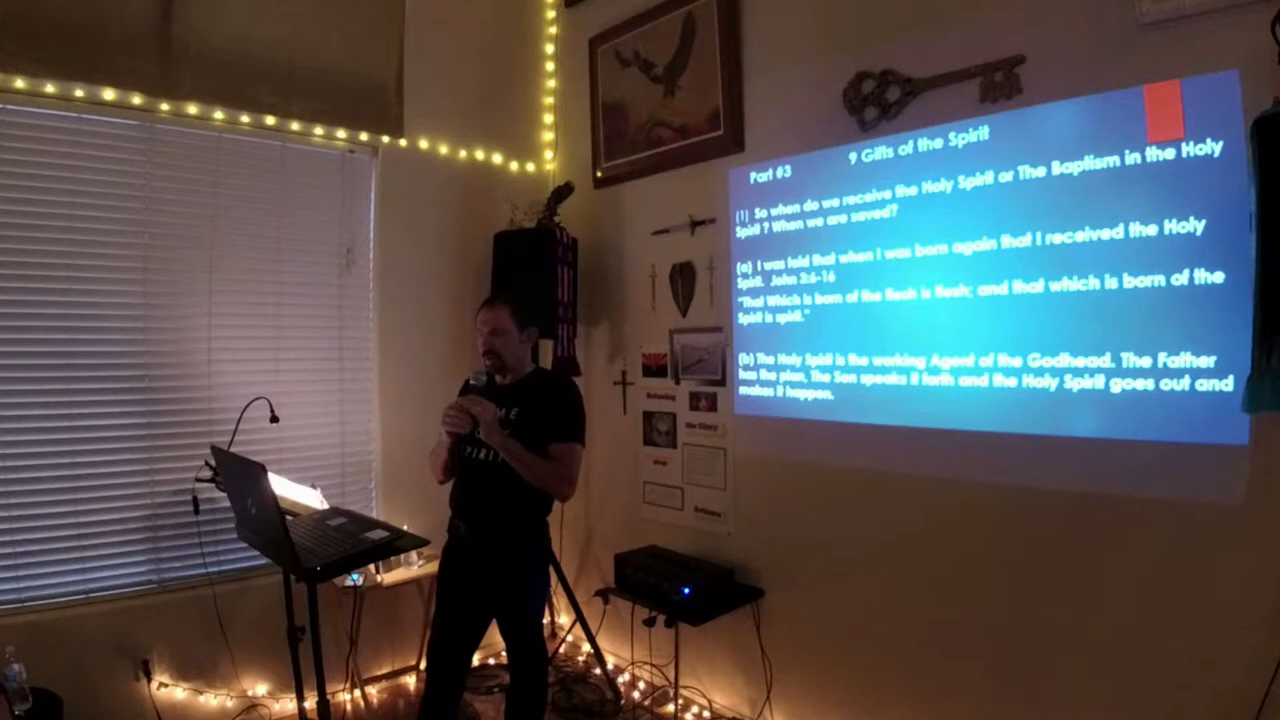 Part #3
9 Gifts of the Spirit
(1) So when do we receive the Holy Spirit or The Baptism in the Holy
Spirit ? When we are saved?
(a) I was told that when I was born again that I received the Holy
Spirit. John 3:6-16
"That Which is born of the flesh is flesh; and that which is born of the
Spirit is spirit."
(b) The Holy Spirit is the working Agent of the Godhead. The Father
has the plan, The Son speaks it forth and the Holy Spirit goes out and
makes it happen.